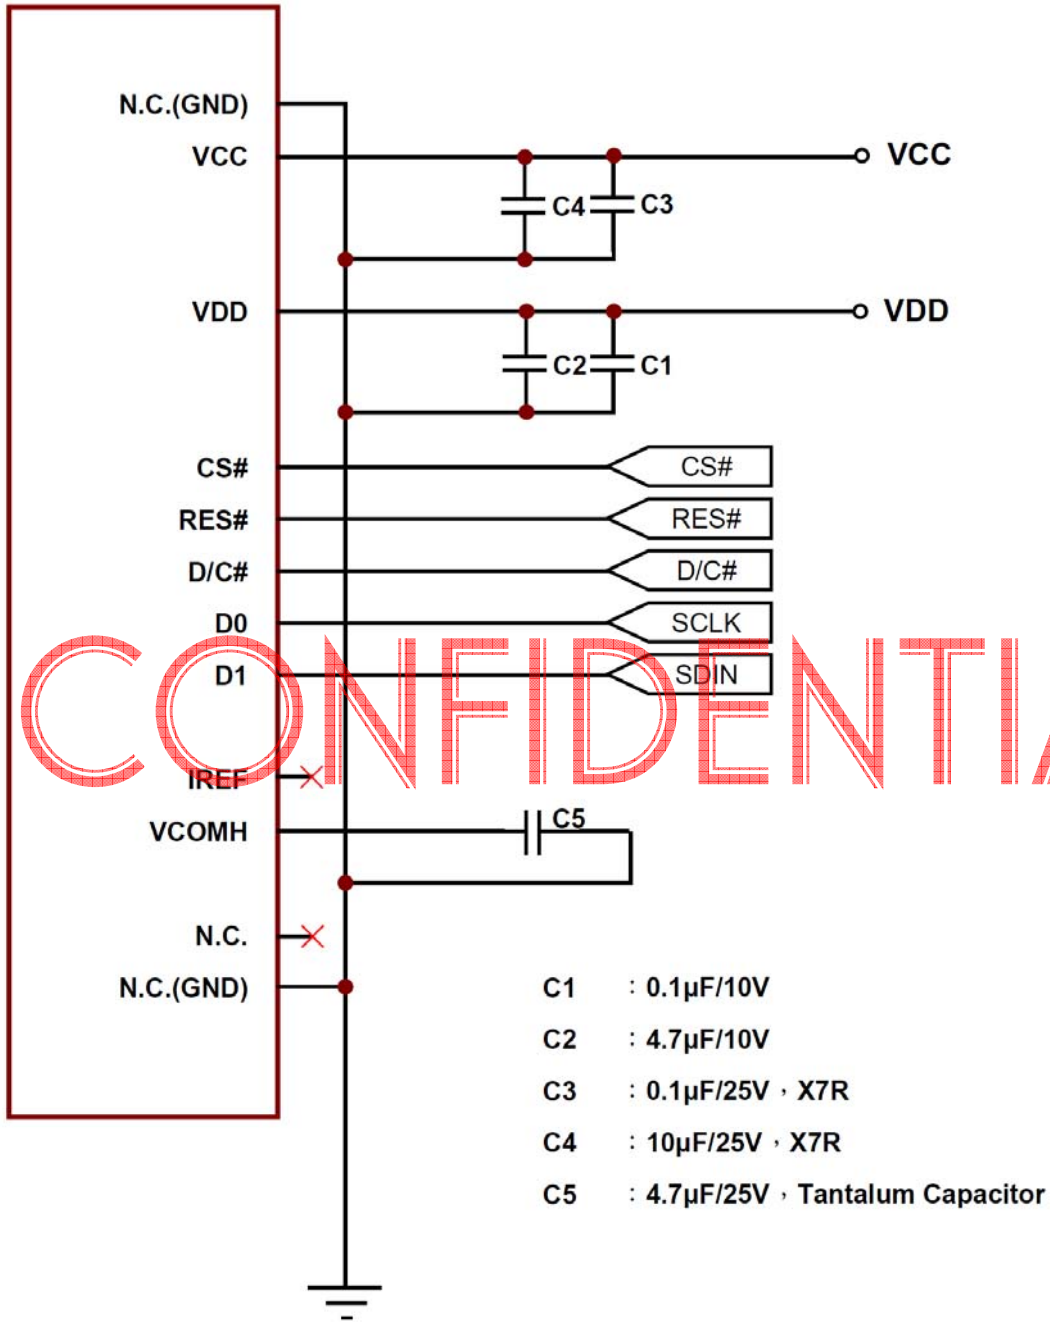 N.C.(GND)
VCC
VCC
C4
C3
VDD
VDD
C2
C1
CS#
CS#
RES#
RES#
D/C#
D/C#
D0
SCLK
D1
SDIN
CONFIDENTIA
IREF
VCOMH
C5
N.C.
N.C.(GND)
C1 : 0.1µF/10V
C2 : 4.7µF/10V
C3 : 0.1µF/25V，X7R
C4 : 10µF/25V，X7R
C5 : 4.7µF/25V，Tantalum Capacitor